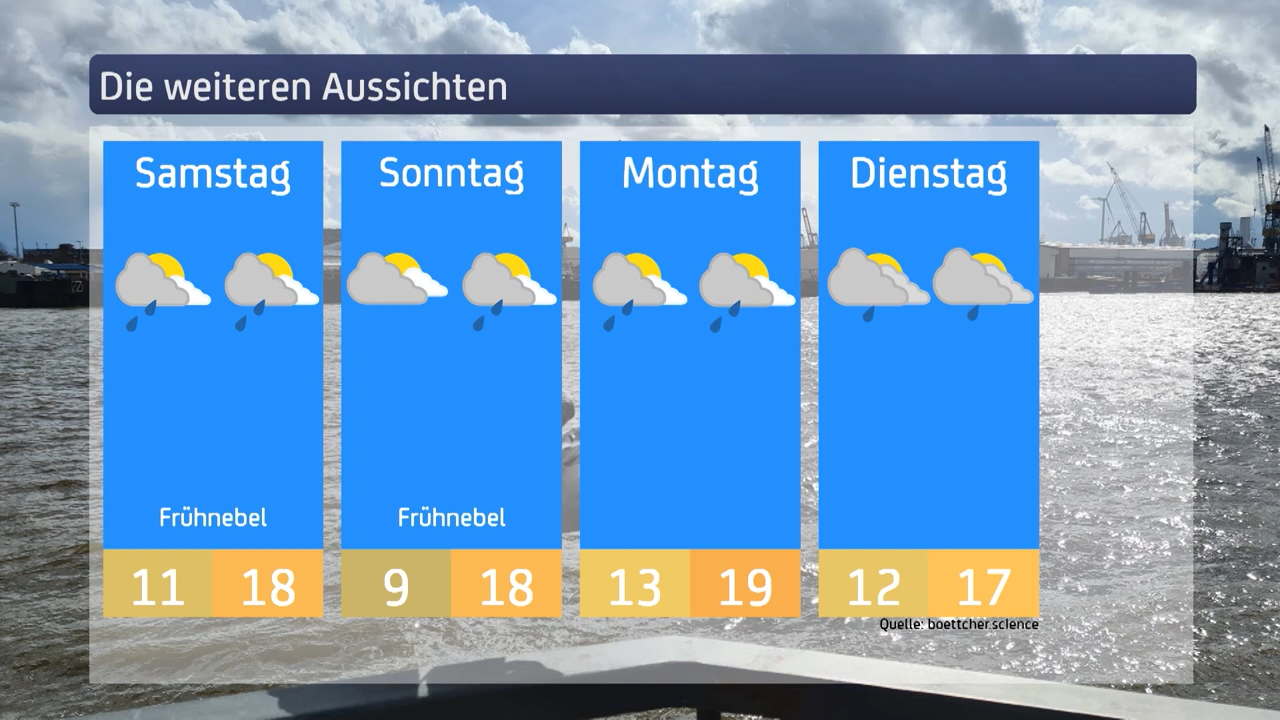 Die weiteren Aussichten
Samstag
Sonntag
Montag
Dienstag
Frühnebel
Frühnebel
11 18
9 18
13 19
12 17
Quelle: boettcher.science